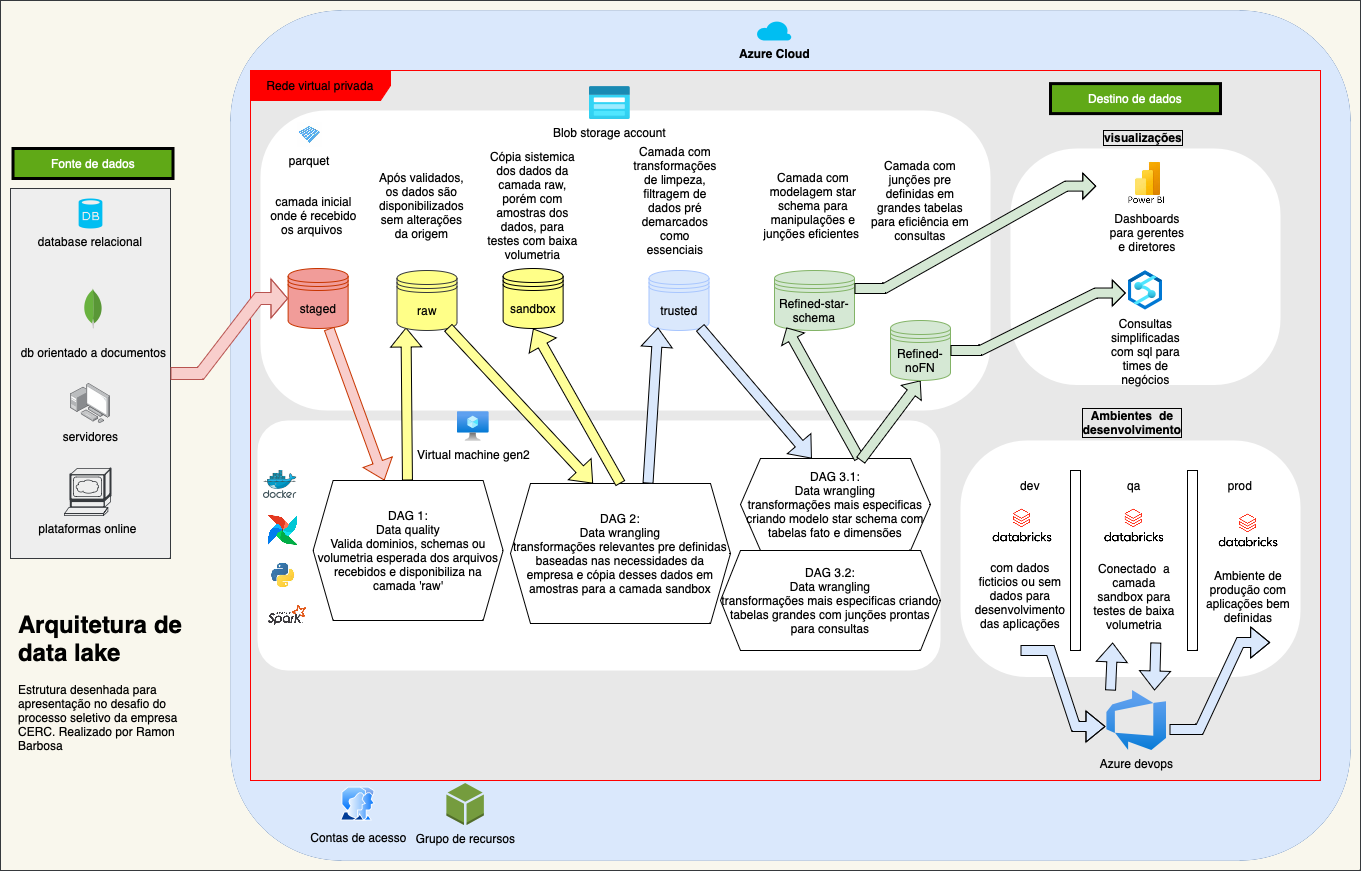 Azure Cloud
Rede virtual privada
Fonte de dados
DB
database relacional
db orientado a documentos
servidores
plataformas online
Arquitetura de
data lake
Estrutura desenhada para
apresentação no desafio do
processo seletivo da empresa
CERC. Realizado por Ramon
Barbosa
Blob storage account
parquet
camada inicial
onde é recebido
os arquivos
Após validados,
os dados são
disponibilizados
sem alterações
da origem
Cópia sistemica
dos dados da
camada raw,
porém com
amostras dos
dados, para
testes com baixa
volumetria
Camada com
transformações
de limpeza,
filtragem de
dados pré
demarcados
como
essenciais
Camada com
modelagem star
schema para
manipulações e
junções eficientes
Camada com
junções pre
definidas em
grandes tabelas
para eficiência em
consultas
staged
raw
sandbox
trusted
Refined-star-
schema
Refined-
noFN
Virtual machine gen2
docker
Spark
DAG 1:
Data quality
Valida dominios, schemas ou
volumetria esperada dos arquivos
recebidos e disponibiliza na
camada 'raw'
DAG 2:
Data wrangling
transformações relevantes pre definidas
baseadas nas necessidades da
empresa e cópia desses dados em
amostras para a camada sandbox
DAG 3.1:
Data wrangling
transformações mais especificas
criando modelo star schema com
tabelas fato e dimensões
DAG 3.2:
Data wrangling
transformações mais especificas criando
tabelas grandes com junções prontas
para consultas
Destino de dados
visualizações
Power BI
Dashboards
para gerentes
e diretores
Consultas
simplificadas
com sql para
times de
negócios
Ambientes de
desenvolvimento
dev
databricks
com dados
ficticios ou sem
dados para
desenvolvimento
das aplicações
qa
databricks
Conectado a
camada
sandbox para
testes de baixa
volumetria
prod
databricks
Ambiente de
produção com
aplicações bem
definidas
Azure devops
Contas de acesso
Grupo de recursos